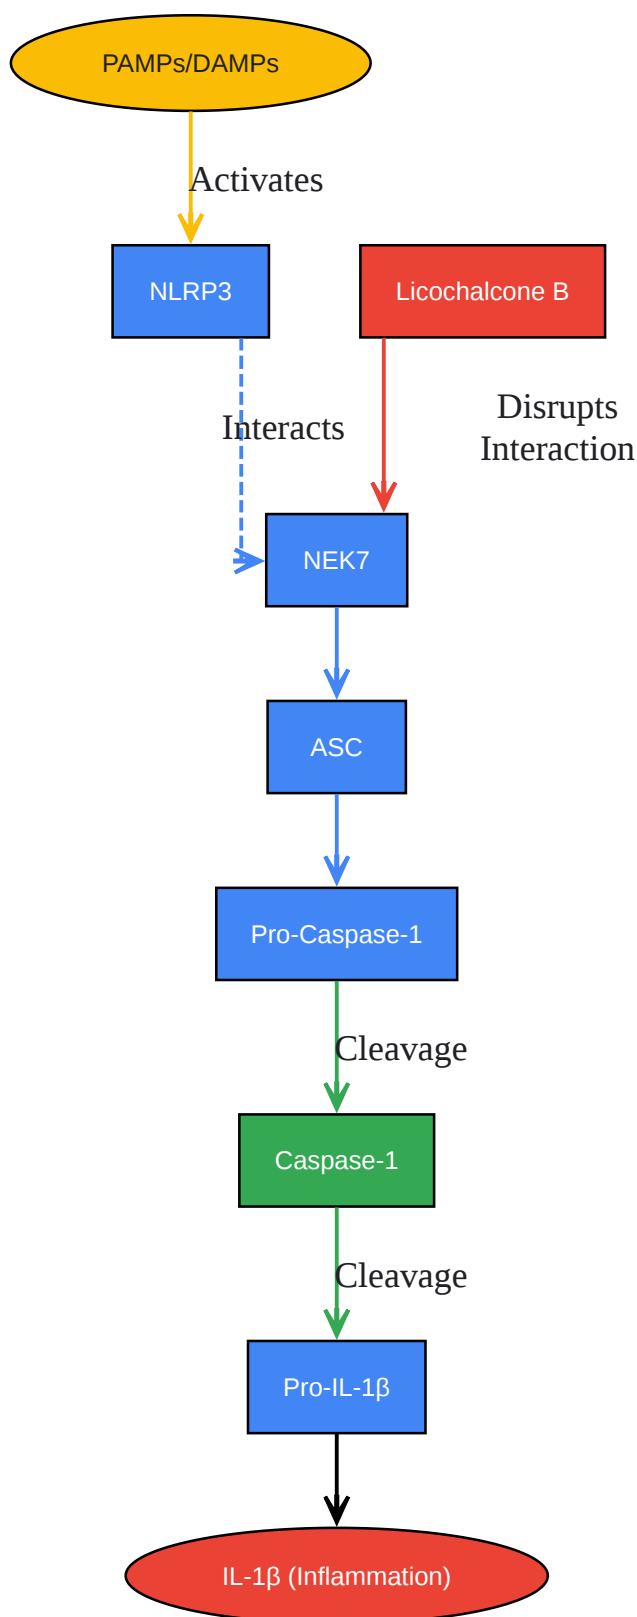 PAMPs/DAMPs
Activates
NLRP3
Licochalcone B
Interacts
Disrupts
Interaction
NEK7
ASC
Pro-Caspase-1
Cleavage
Caspase-1
Cleavage
Pro-IL-1β
IL-1β (Inflammation)